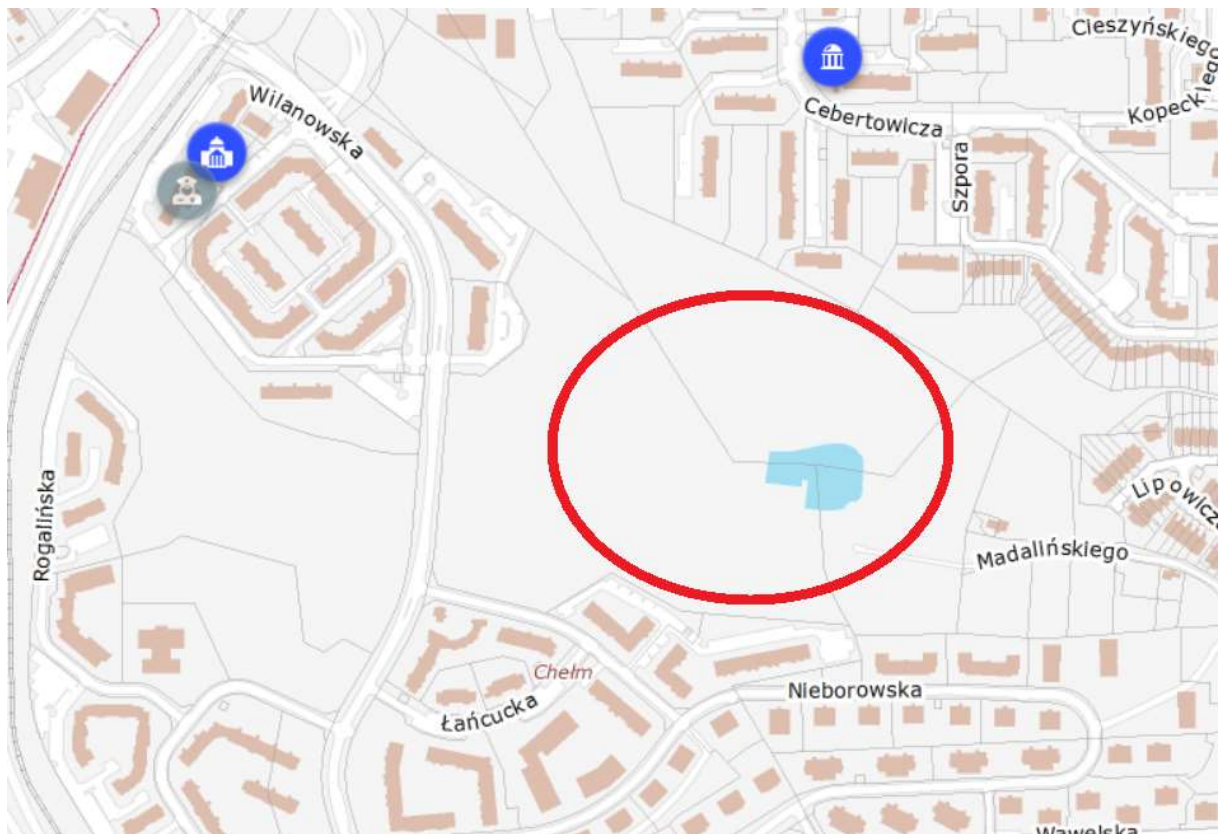 Cieszyńskiego
Wilanowska
Kopeckiego
Cebertowicza
Szpora
Lipowicza
Rogalińska
Madalińskiego
Chełm
Nieborowska
Łańcucka
Wawelska